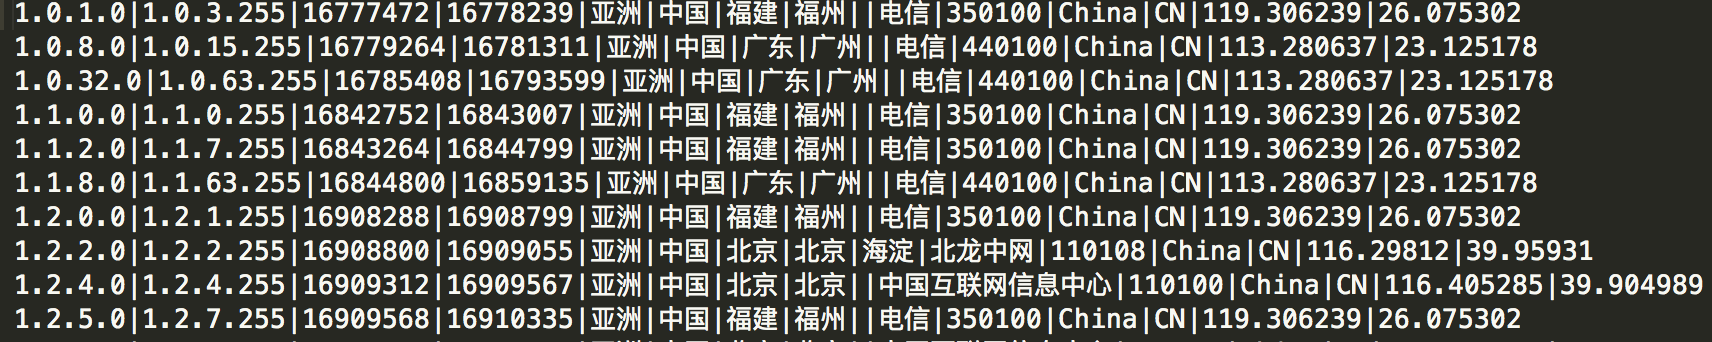 1.0.1.0|1.0.3.255|16777472|16778239|亚洲|中国|福建|福州||电信|350100|China|CN|119.306239|26.075302
1.0.8.0|1.0.15.255|16779264|16781311|亚洲|中国|广东|广州||电信|440100|China|CN|113.280637|23.125178
1.0.32.0|1.0.63.255|16785408|16793599|亚洲|中国|广东|广州||电信|440100|China|CN|113.280637|23.125178
1.1.0.0|1.1.0.255|16842752|16843007|亚洲|中国|福建|福州||电信|350100|China|CN|119.306239|26.075302
1.1.2.0|1.1.7.255|16843264|16844799|亚洲|中国|福建|福州||电信|350100|China|CN|119.306239|26.075302
1.1.8.0|1.1.63.255|16844800|16859135|亚洲|中国|广东|广州||电信|440100|China|CN|113.280637|23.125178
1.2.0.0|1.2.1.255|16908288|16908799|亚洲|中国|福建|福州||电信|350100|China|CN|119.306239|26.075302
1.2.2.0|1.2.2.255|16908800|16909055|亚洲|中国|北京|北京|海淀|北龙中网|110108|China|CN|116.29812|39.95931
1.2.4.0|1.2.4.255|16909312|16909567|亚洲|中国|北京|北京||中国互联网信息中心|110100|China|CN|116.405285|39.904989
1.2.5.0|1.2.7.255|16909568|16910335|亚洲|中国|福建|福州||电信|350100|China|CN|119.306239|26.075302